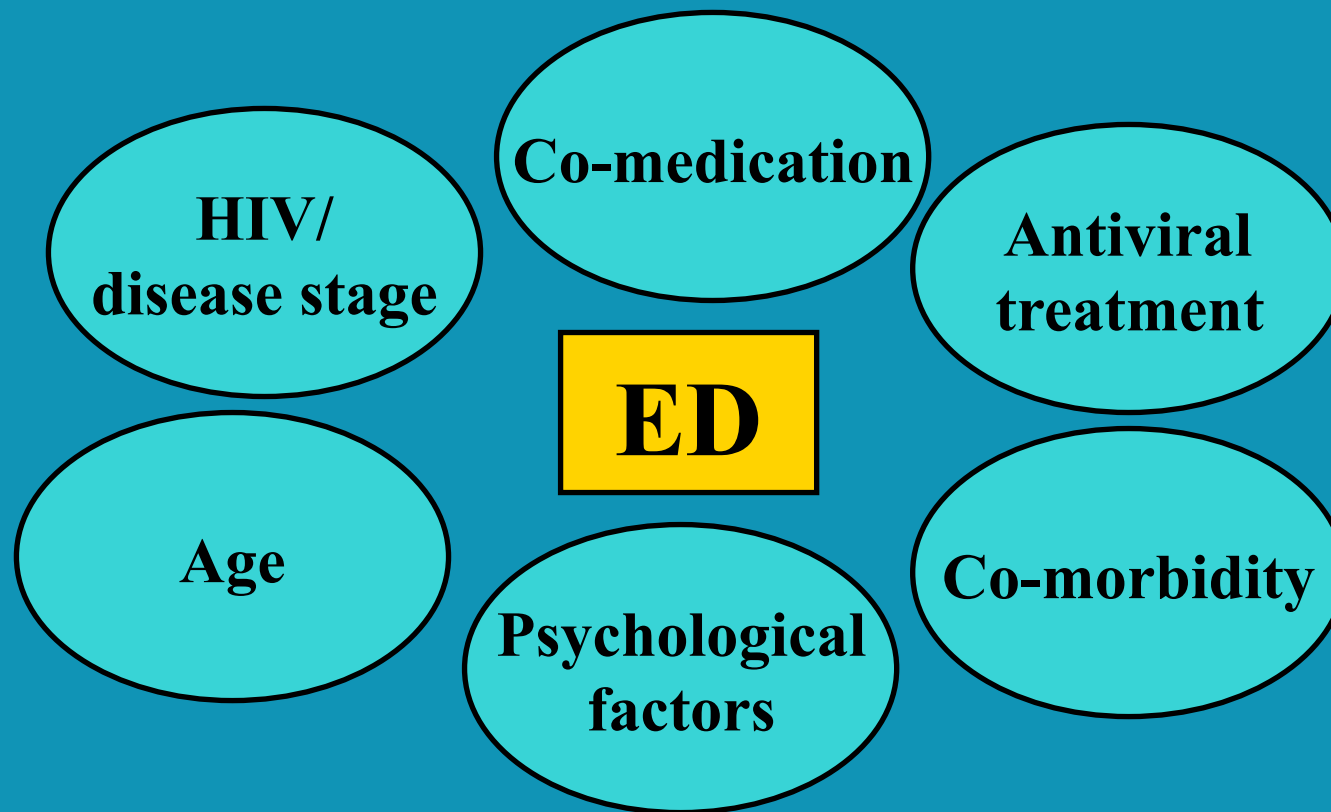 Co-medication
HIV/
disease stage
Antiviral
treatment
ED
Age
Co-morbidity
Psychological
factors